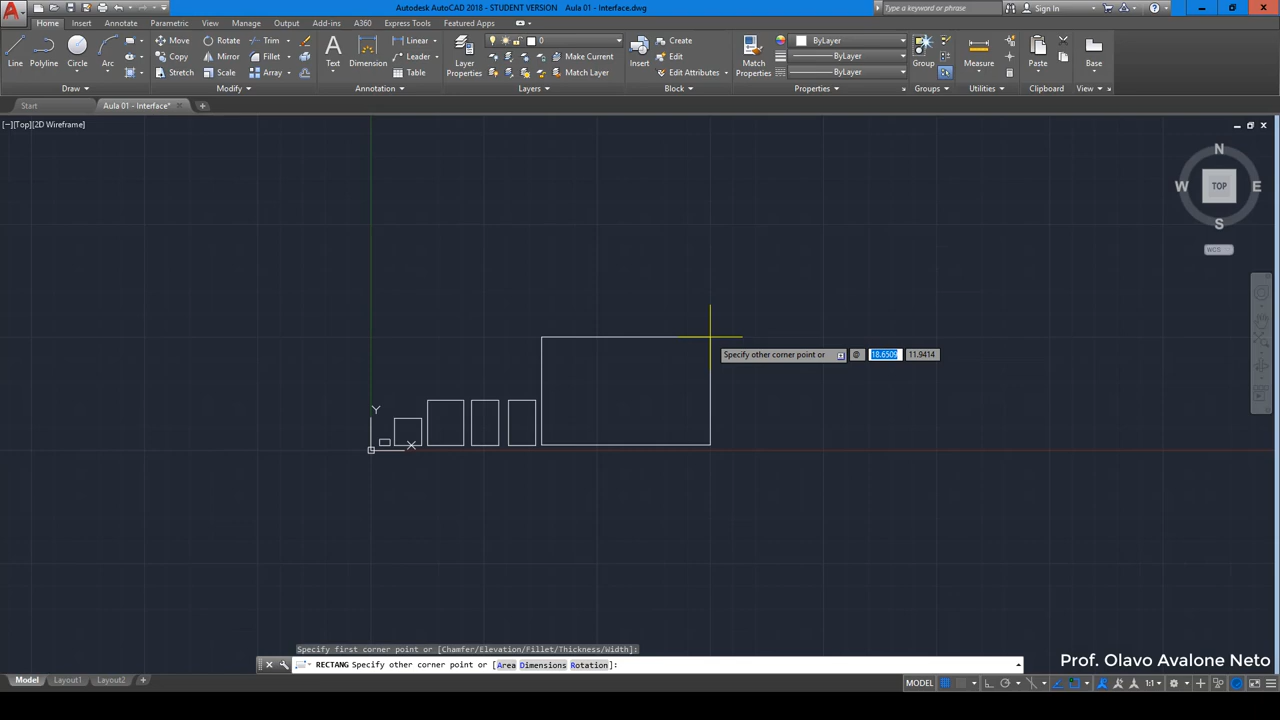 Autodesk AutoCAD 2018 - STUDENT VERSION Aula 01 - Interface.dwg
Type a keyword or phrase
Sign In
Home Insert Annotate Parametric View Manage Output Add-ins A360 Express Tools Featured Apps
Line Polyline Circle Arc
Move Rotate Trim
Copy Mirror Fillet
Stretch Scale Array
Text Dimension
Linear
Leader
Table
Layer Properties
0
Make Current
Match Layer
Insert
Create
Edit
Edit Attributes
Match Properties
ByLayer
ByLayer
ByLayer
Group
Measure
Paste
Base
Draw Modify Annotation Layers Block Properties Groups Utilities Clipboard View
Start Aula 01 - Interface*
[−][Top][2D Wireframe]
N
W TOP E
S
WCS
Specify other corner point or @ 18.6509 11.9414
Y
Specify first corner point or [Chamfer/Elevation/Fillet/Thickness/Width]:
RECTANG Specify other corner point or [Area Dimensions Rotation]:
Prof. Olavo Avalone Neto
Model Layout1 Layout2
MODEL 1:1